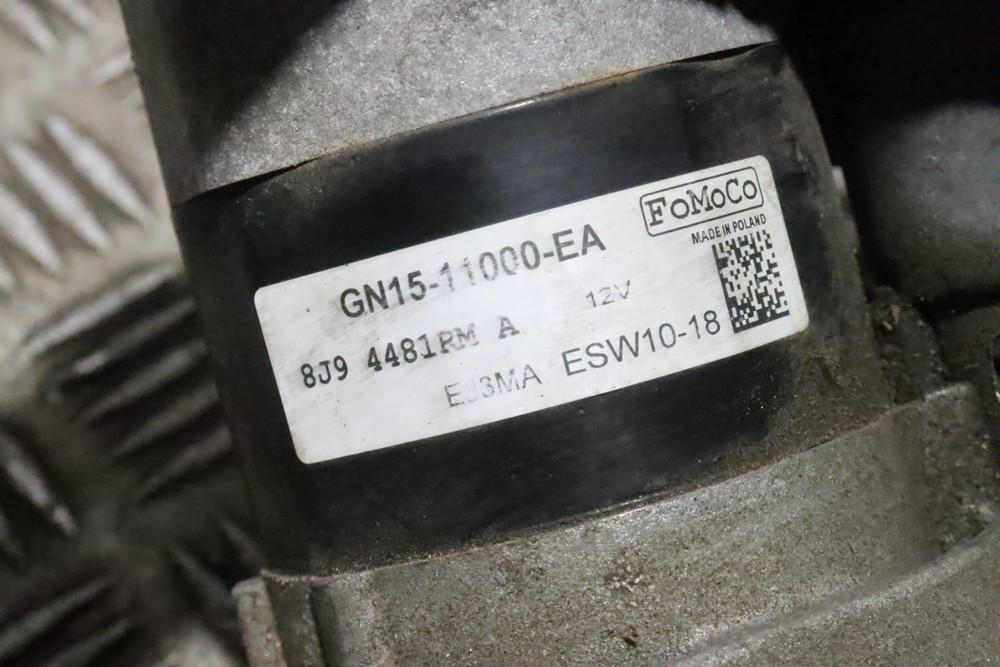 FoMoCo
MADE IN POLAND
GN15-11000-EA
12V
8J9 4481RM A
ESW10-18